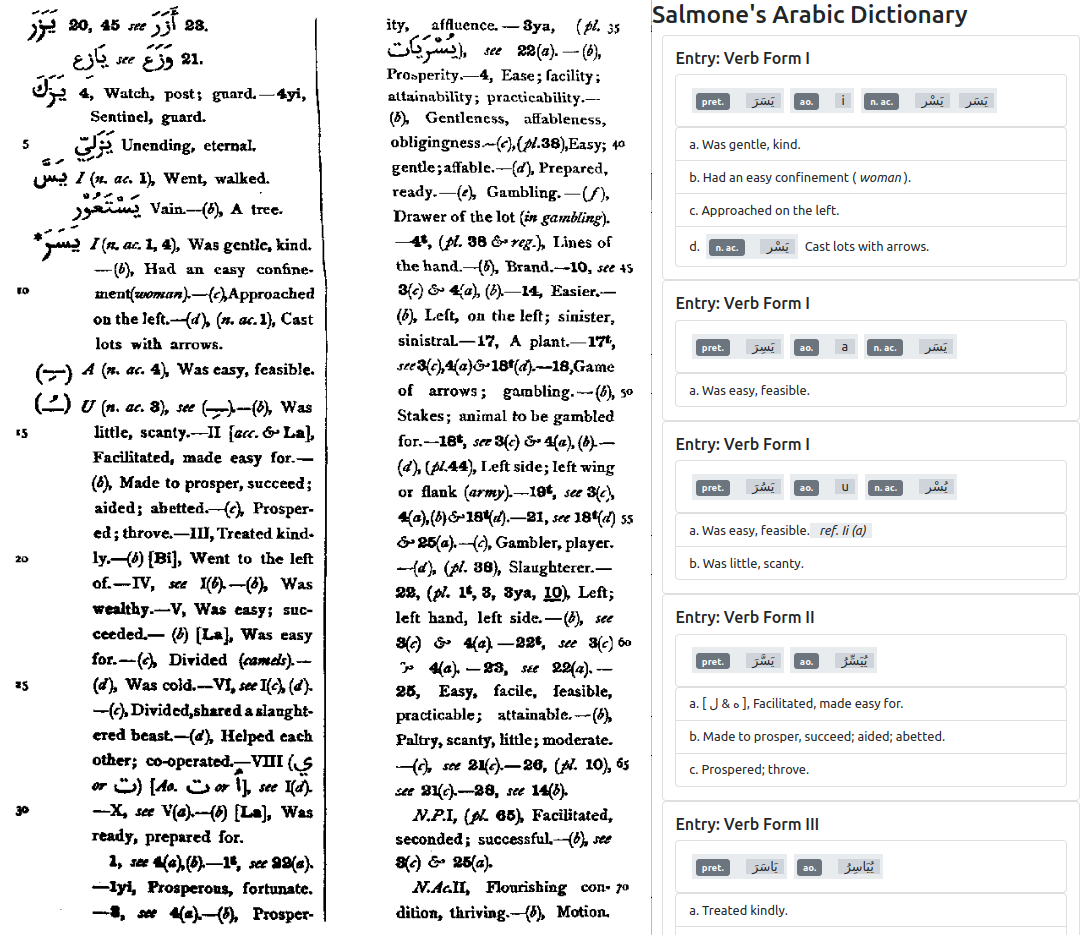 يَزَرَ 20, 45 see أَزَرَ 23.
يَازِع see وَزَعَ 21.
يَزَك 4, Watch, post; guard.—4yi,
Sentinel, guard.
5 يَزَلِيّ Unending, eternal.
يَسَّ I (n. ac. 1), Went, walked.
يَسْتَعُوْر Vain.—(b), A tree.
*يَسَرَ I (n. ac. 1, 4), Was gentle, kind.
—(b), Had an easy confine-
10 ment(woman).—(c),Approached
on the left.—(d), (n. ac. 1), Cast
lots with arrows.
(ـِـ) A (n. ac. 4), Was easy, feasible.
(ـُـ) U (n. ac. 3), see (ـِـ).—(b), Was
15 little, scanty.—II [acc. & La],
Facilitated, made easy for.—
(b), Made to prosper, succeed;
aided; abetted.—(c), Prosper-
ed; throve.—III, Treated kind-
20 ly.—(b) [Bi], Went to the left
of.—IV, see I(b).—(b), Was
wealthy.—V, Was easy; suc-
ceeded.— (b) [La], Was easy
for.—(c), Divided (camels).—
25 (d), Was cold.—VI, see I(c), (d).
—(c), Divided, shared a slaught-
ered beast.—(d), Helped each
other; co-operated.—VIII (ي
or ت) [Ao. ت or أ], see I(d).
30 —X, see V(a).—(b) [La], Was
ready, prepared for.
1, see 4(a),(b).—1t, see 22(a).
—1yi, Prosperous, fortunate.
—3, see 4(a).—(b), Prosper-
ity, affluence.—3ya, (pl. 35
يُسْرَيَات), see 22(a).—(b),
Prosperity.—4, Ease; facility;
attainability; practicability.—
(b), Gentleness, affableness,
obligingness.—(c),(pl.38),Easy; 40
gentle; affable.—(d), Prepared,
ready.—(e), Gambling.—(f),
Drawer of the lot (in gambling).
—4t, (pl. 38 & reg.), Lines of
the hand.—(b), Brand.—10, see 45
3(c) & 4(a), (b).—14, Easier.—
(b), Left, on the left; sinister,
sinistral.—17, A plant.—17t,
see 3(c),4(a)&18t(d).—18,Game
of arrows; gambling.—(b), 50
Stakes; animal to be gambled
for.—18t, see 3(c) & 4(a), (b).—
(d), (pl.44), Left side; left wing
or flank (army).—19t, see 3(c),
4(a),(b)&18t(d).—21, see 18t(d) 55
& 25(a).—(c), Gambler, player.
—(d), (pl. 38), Slaughterer.—
22, (pl. 1t, 3, 3ya, 10), Left;
left hand, left side.—(b), see
3(c) & 4(a).—22t, see 3(c) 60
& 4(a).—23, see 22(a).—
25, Easy, facile, feasible,
practicable; attainable.—(b),
Paltry, scanty, little; moderate.
—(c), see 21(c).—26, (pl. 10), 65
see 21(c).—28, see 14(b).
N.P.I, (pl. 65), Facilitated,
seconded; successful.—(b), see
3(c) & 25(a).
N.Ac.II, Flourishing con- 70
dition, thriving.—(b), Motion.
Salmone's Arabic Dictionary
Entry: Verb Form I
pret. يَسَرَ ao. i n. ac. يَسْر يَسَر
a. Was gentle, kind.
b. Had an easy confinement ( woman ).
c. Approached on the left.
d. n. ac. يَسْر Cast lots with arrows.
Entry: Verb Form I
pret. يَسِرَ ao. a n. ac. يَسَر
a. Was easy, feasible.
Entry: Verb Form I
pret. يَسُرَ ao. u n. ac. يُسْر
a. Was easy, feasible. ref. Ii (a)
b. Was little, scanty.
Entry: Verb Form II
pret. يَسَّرَ ao. يُيَسِّرُ
a. [ ه & ل ], Facilitated, made easy for.
b. Made to prosper, succeed; aided; abetted.
c. Prospered; throve.
Entry: Verb Form III
pret. يَاسَرَ ao. يُيَاسِرُ
a. Treated kindly.